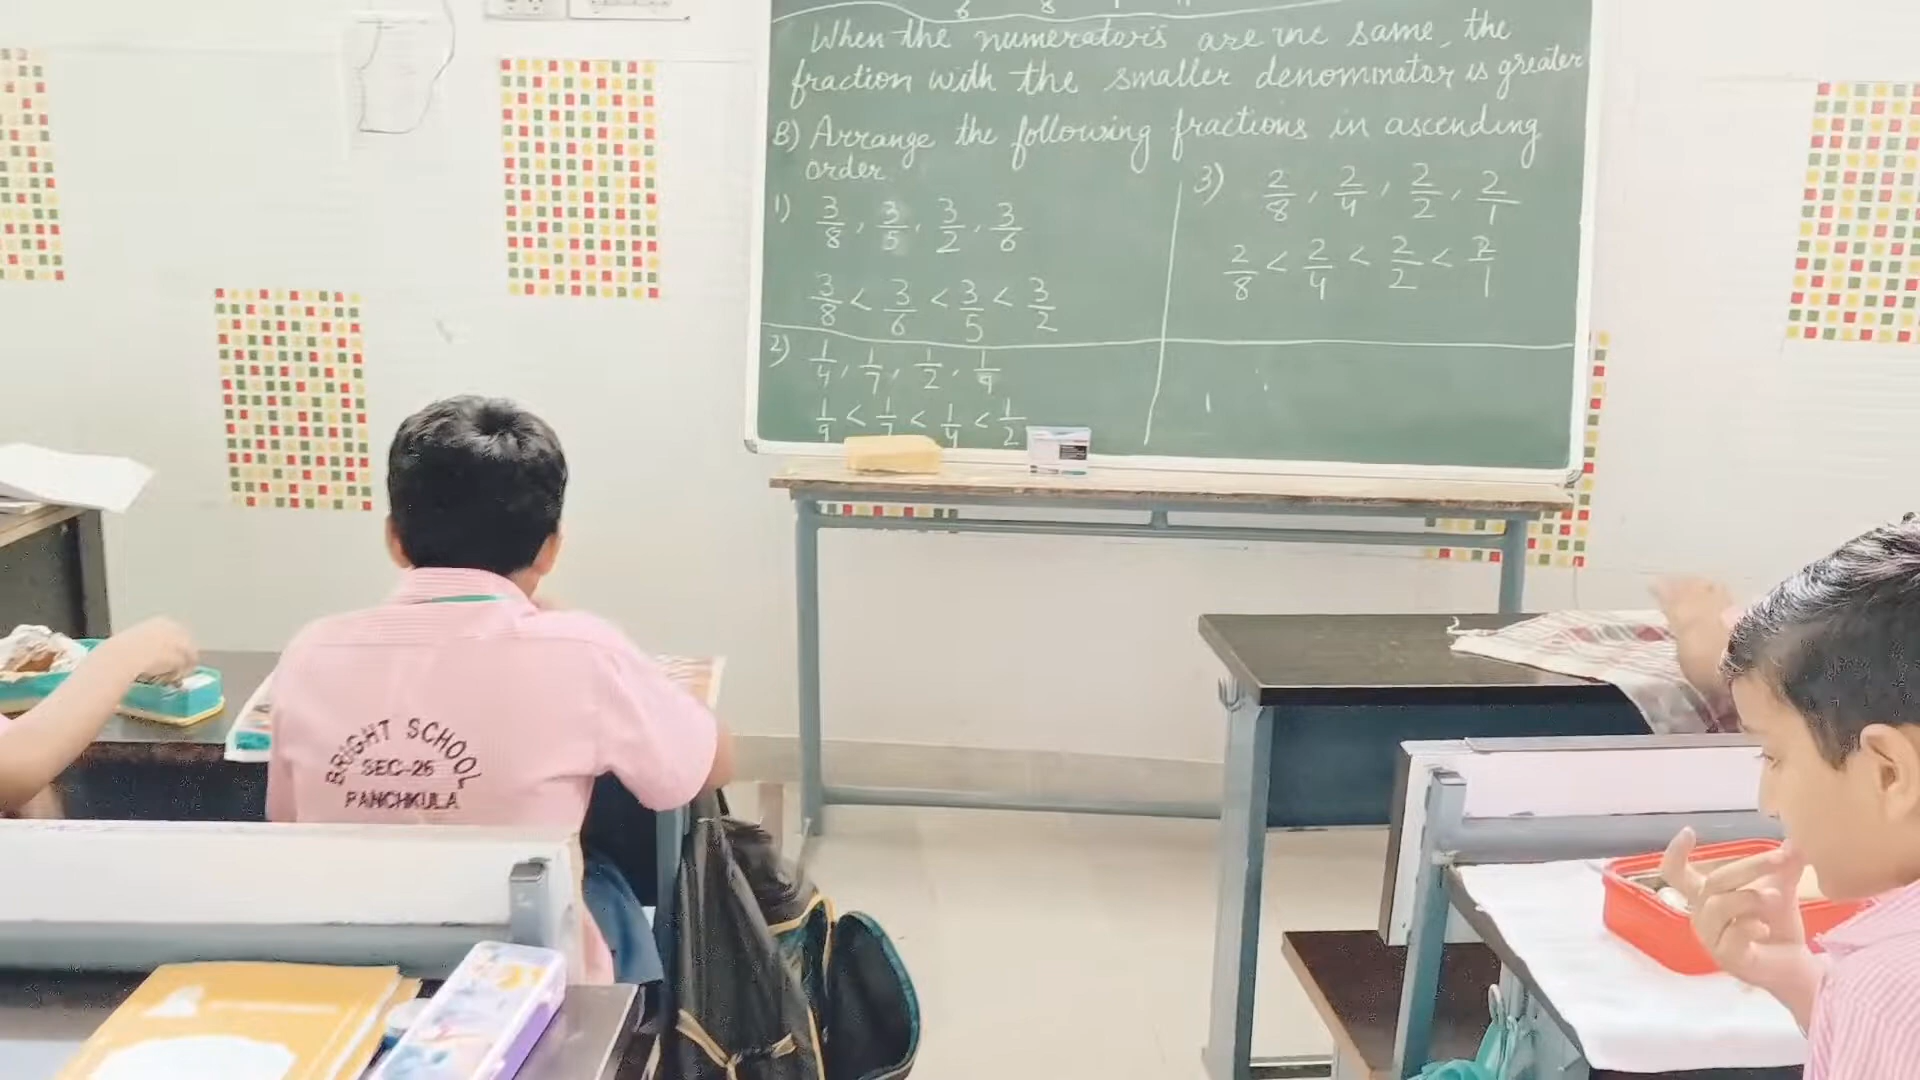 When the numerators are the same, the
fraction with the smaller denominator is greater
B) Arrange the following fractions in ascending
order
1) 3/8, 3/5, 3/2, 3/6
3/8 < 3/6 < 3/5 < 3/2
2) 1/4, 1/7, 1/2, 1/9
1/9 < 1/7 < 1/4 < 1/2
3) 2/8, 2/4, 2/2, 2/1
2/8 < 2/4 < 2/2 < 2/1
BRIGHT SCHOOL
SEC-26
PANCHKULA